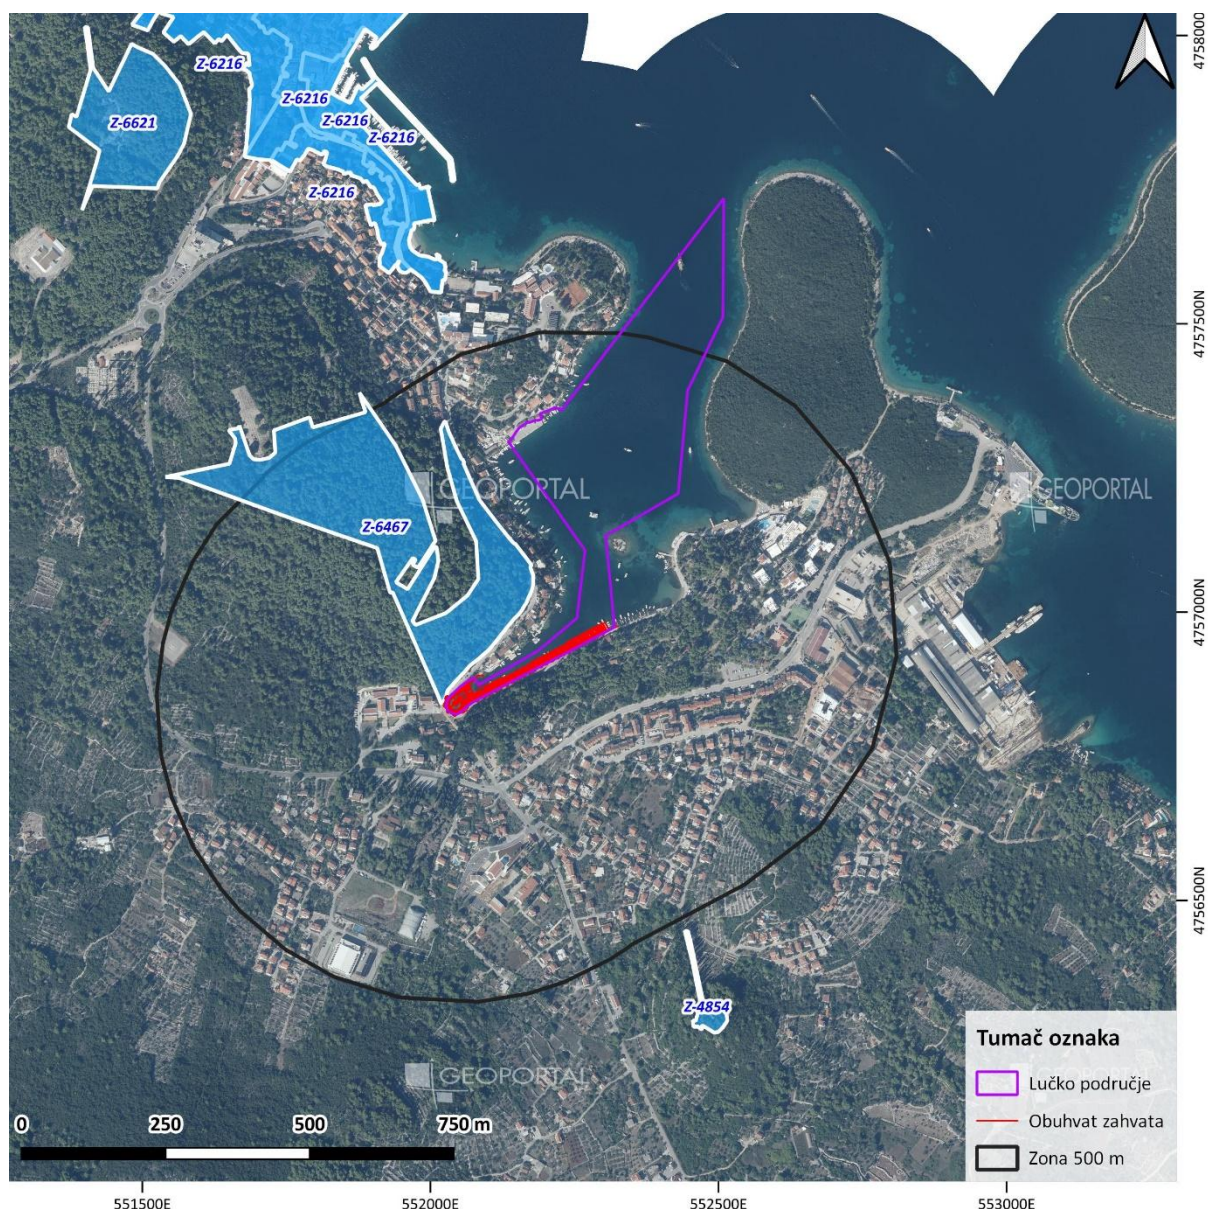 Z-6216
Z-6621
Z-6216
Z-6216
Z-6216
Z-6216
4758000N
4757500N
GEOPORTAL
GEOPORTAL
Z-6467
4757000N
4756500N
Z-4854
Tumač oznaka
Lučko područje
Obuhvat zahvata
Zona 500 m
GEOPORTAL
0 250 500 750 m
551500E 552000E 552500E 553000E